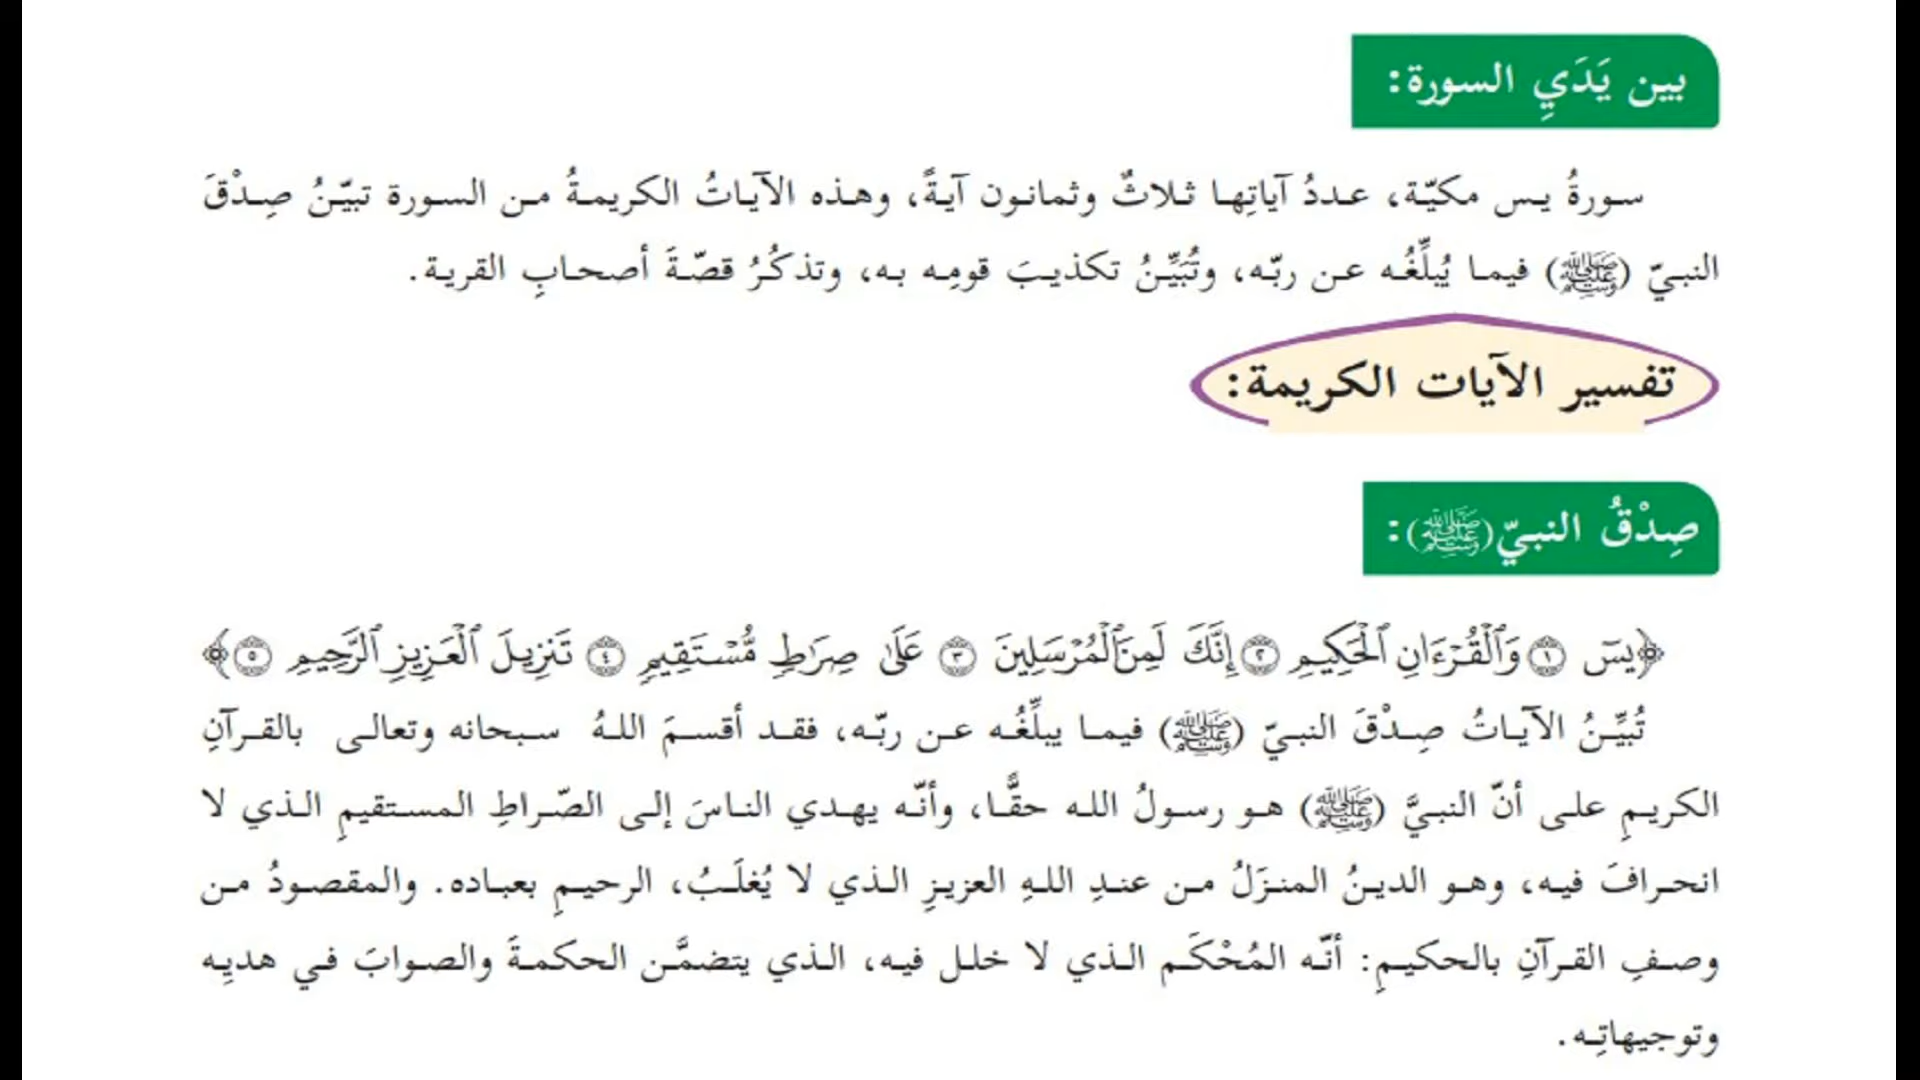 بين يَدَيِ السورة:
سورةُ يس مكيّة، عددُ آياتِها ثلاثٌ وثمانون آيةً، وهذه الآياتُ الكريمةُ من السورة تبيّنُ صِدْقَ
النبيّ (ﷺ) فيما يُبلِّغُه عن ربّه، وتُبَيِّنُ تكذيبَ قومِه به، وتذكُرُ قصّةَ أصحابِ القرية.
تفسير الآيات الكريمة:
صِدْقُ النبيّ(ﷺ):
﴿يسٓ ١ وَٱلْقُرْءَانِ ٱلْحَكِيمِ ٢ إِنَّكَ لَمِنَ ٱلْمُرْسَلِينَ ٣ عَلَىٰ صِرَٰطٍ مُّسْتَقِيمٍ ٤ تَنزِيلَ ٱلْعَزِيزِ ٱلرَّحِيمِ ٥﴾
تُبيِّنُ الآياتُ صِدْقَ النبيّ (ﷺ) فيما يبلِّغُه عن ربّه، فقد أقسمَ اللهُ سبحانه وتعالى بالقرآنِ
الكريمِ على أنّ النبيَّ (ﷺ) هو رسولُ الله حقًّا، وأنّه يهدي الناسَ إلى الصّراطِ المستقيمِ الذي لا
انحرافَ فيه، وهو الدينُ المنزَلُ من عندِ اللهِ العزيزِ الذي لا يُغلَبُ، الرحيمِ بعباده. والمقصودُ من
وصفِ القرآنِ بالحكيمِ: أنّه المُحْكَم الذي لا خلل فيه، الذي يتضمَّن الحكمةَ والصوابَ في هديِه
وتوجيهاتِه.